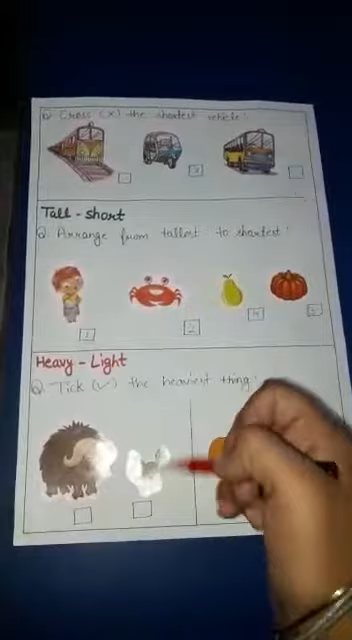 Q. Cross (x) the shortest vehicle!
Tall - short
Q. Arrange from tallest to shortest!
1
2
4
Heavy - Light
Q. Tick (✓) the heaviest thing!